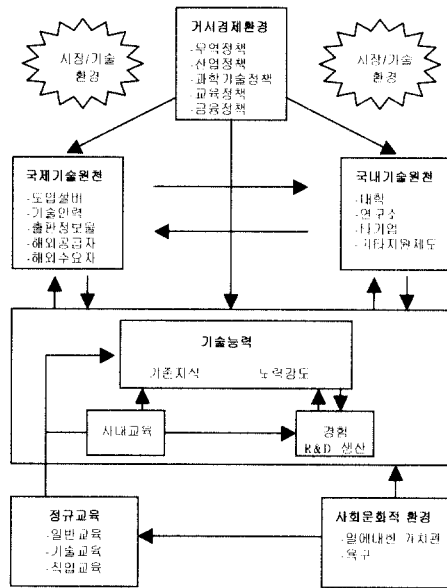 거시경제환경
-무역정책
-산업정책
-과학기술정책
-교육정책
-금융정책
시장/기술
환경
시장/기술
환경
국제기술원천
-도입설비
-기술인력
-출판정보물
-해외공급자
-해외수요자
국내기술원천
-대학
-연구소
-타기업
-기타지원제도
기술능력
기존지식 노력강도
사내교육
경험
R&D 생산
정규교육
-일반교육
-기술교육
-직업교육
사회문화적 환경
-일에대한 가치관
-욕구